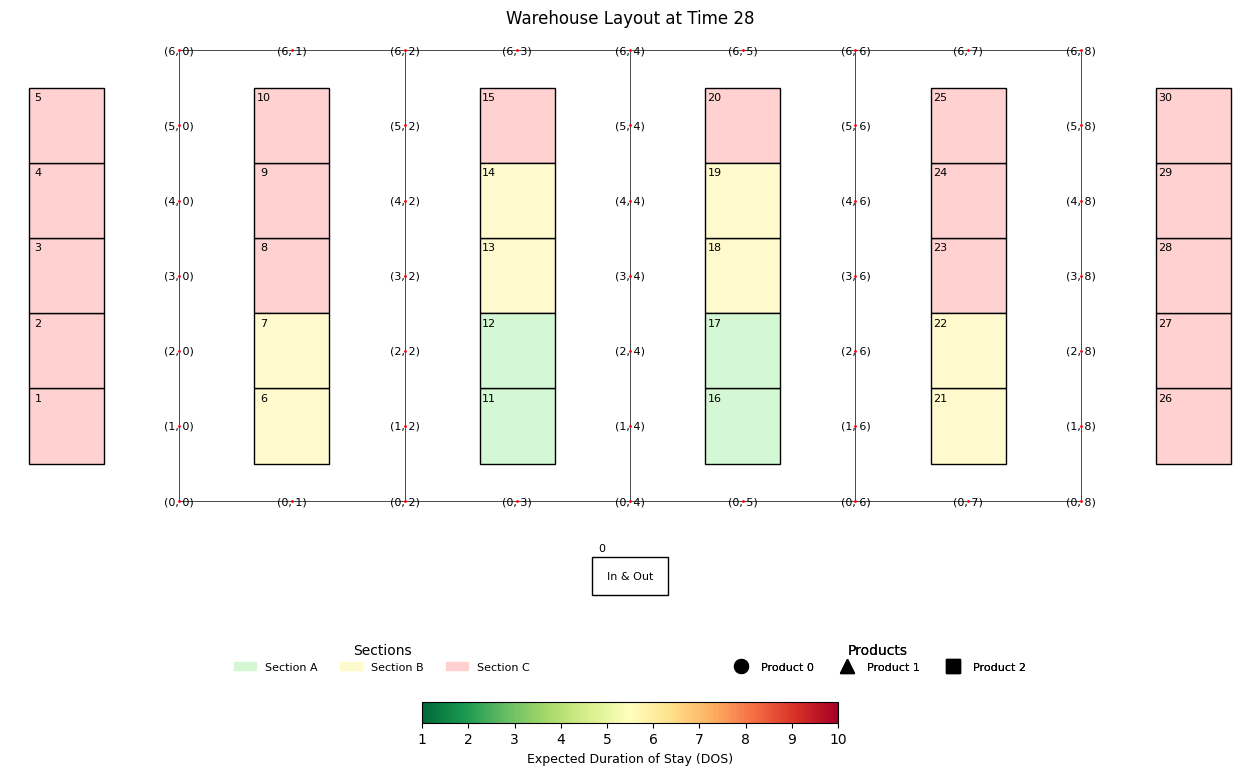 Warehouse Layout at Time 28
(6, 0) (6, 1) (6, 2) (6, 3) (6, 4) (6, 5) (6, 6) (6, 7) (6, 8)
5 10 15 20 25 30
(5, 0) (5, 2) (5, 4) (5, 6) (5, 8)
4 9 14 19 24 29
(4, 0) (4, 2) (4, 4) (4, 6) (4, 8)
3 8 13 18 23 28
(3, 0) (3, 2) (3, 4) (3, 6) (3, 8)
2 7 12 17 22 27
(2, 0) (2, 2) (2, 4) (2, 6) (2, 8)
1 6 11 16 21 26
(1, 0) (1, 2) (1, 4) (1, 6) (1, 8)
(0, 0) (0, 1) (0, 2) (0, 3) (0, 4) (0, 5) (0, 6) (0, 7) (0, 8)
0
In & Out
Sections
Section A Section B Section C
Products
Product 0 Product 1 Product 2
1 2 3 4 5 6 7 8 9 10
Expected Duration of Stay (DOS)